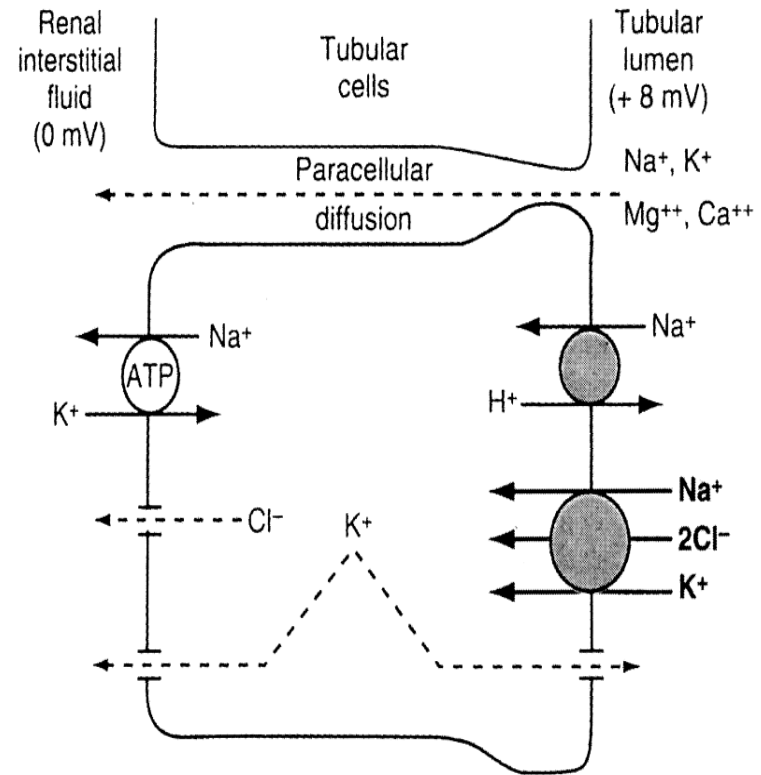 Renal
interstitial
fluid
(0 mV)
Tubular
cells
Tubular
lumen
(+ 8 mV)
Paracellular
diffusion
Na⁺, K⁺
Mg⁺⁺, Ca⁺⁺
Na⁺
ATP
K⁺
Na⁺
H⁺
Cl⁻
K⁺
Na⁺
2Cl⁻
K⁺